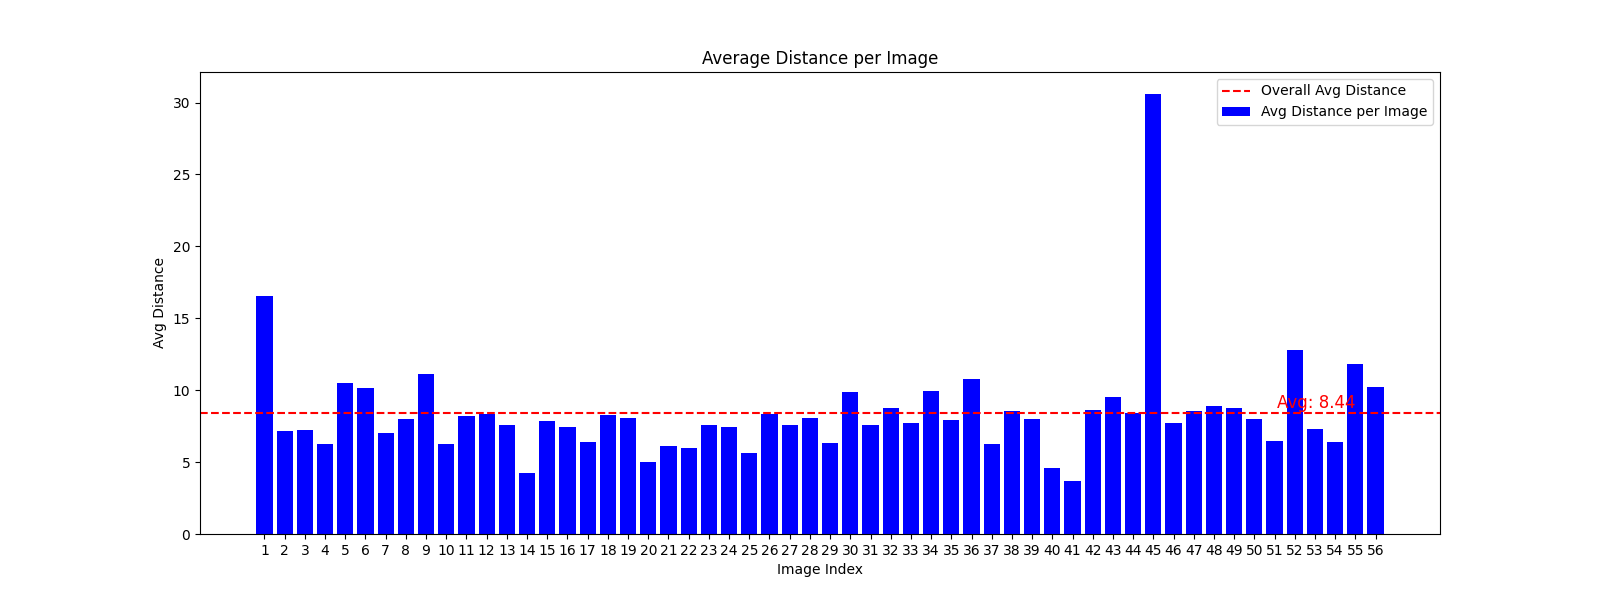 Average Distance per Image
Overall Avg Distance
Avg Distance per Image
30
25
20
15
10
5
0
Avg Distance
Avg: 8.44
1 2 3 4 5 6 7 8 9 10 11 12 13 14 15 16 17 18 19 20 21 22 23 24 25 26 27 28 29 30 31 32 33 34 35 36 37 38 39 40 41 42 43 44 45 46 47 48 49 50 51 52 53 54 55 56
Image Index